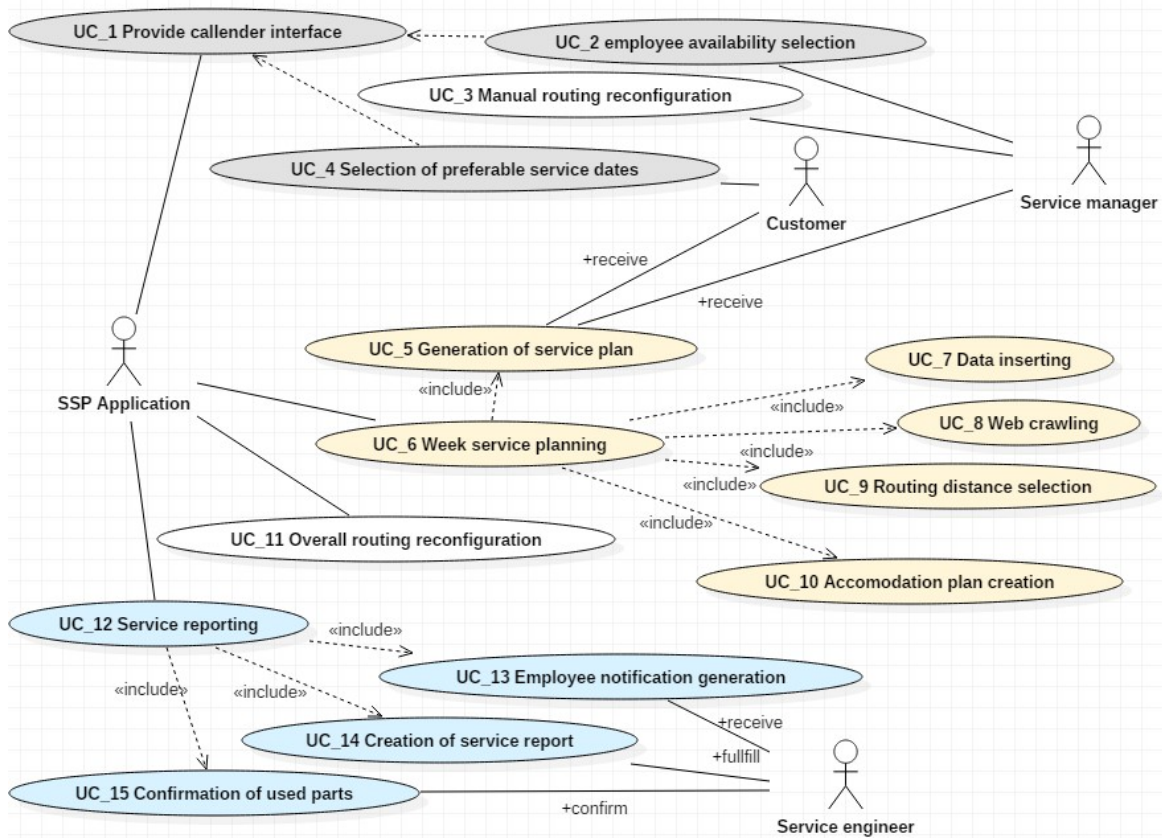 UC_1 Provide callender interface
UC_2 employee availability selection
UC_3 Manual routing reconfiguration
UC_4 Selection of preferable service dates
Customer
Service manager
+receive
+receive
UC_5 Generation of service plan
«include»
UC_7 Data inserting
SSP Application
«include»
UC_8 Web crawling
UC_6 Week service planning
«include»
«include»
UC_9 Routing distance selection
«include»
UC_11 Overall routing reconfiguration
UC_10 Accomodation plan creation
UC_12 Service reporting
«include»
UC_13 Employee notification generation
«include»
«include»
+receive
UC_14 Creation of service report
+fullfill
UC_15 Confirmation of used parts
+confirm
Service engineer